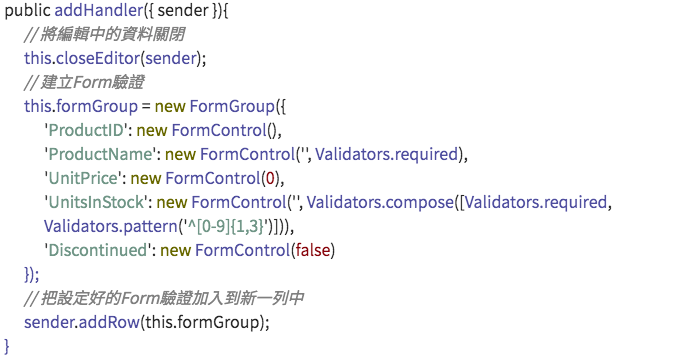 public addHandler({ sender }){
// 將編輯中的資料關閉
this.closeEditor(sender);
// 建立Form驗證
this.formGroup = new FormGroup({
'ProductID': new FormControl(),
'ProductName': new FormControl('', Validators.required),
'UnitPrice': new FormControl(0),
'UnitsInStock': new FormControl('', Validators.compose([Validators.required,
Validators.pattern('^[0-9]{1,3}')])),
'Discontinued': new FormControl(false)
});
// 把設定好的Form驗證加入到新一列中
sender.addRow(this.formGroup);
}